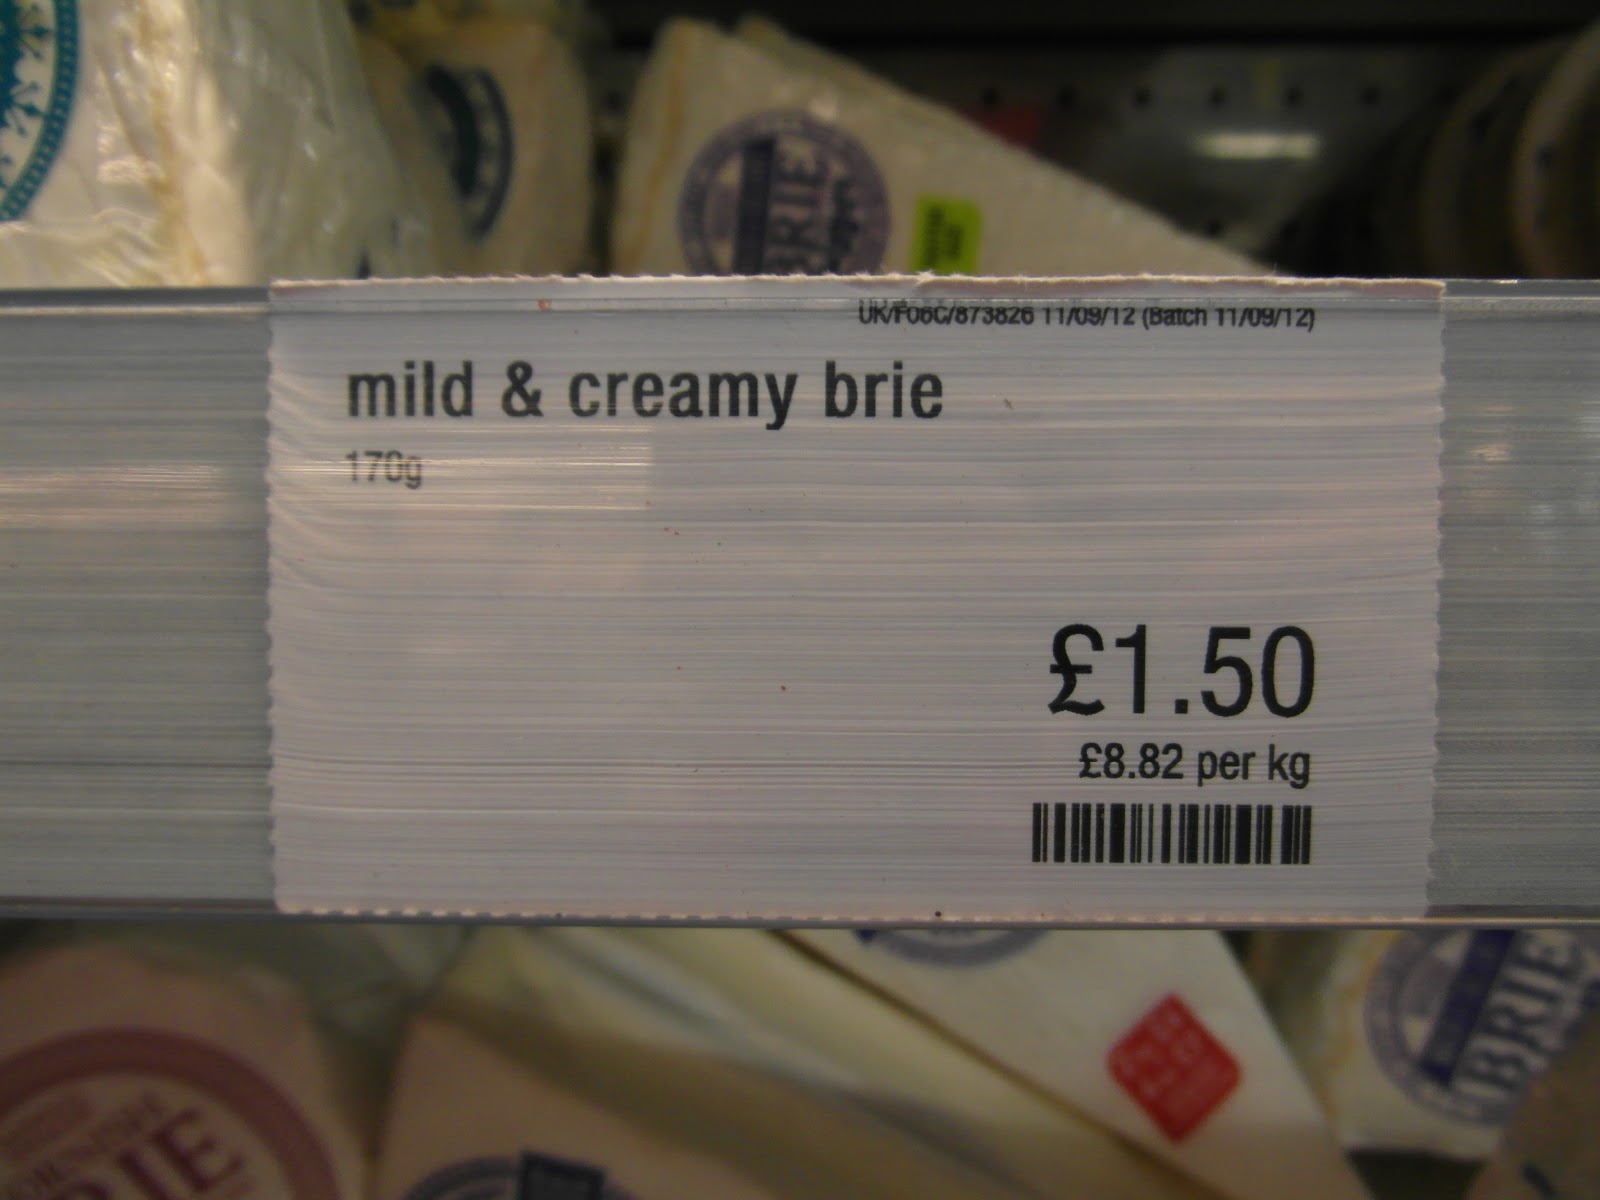 BRIE
UK/F06C/873826 11/09/12 (Batch 11/09/12)
mild & creamy brie
170g
£1.50
£8.82 per kg
BRIE